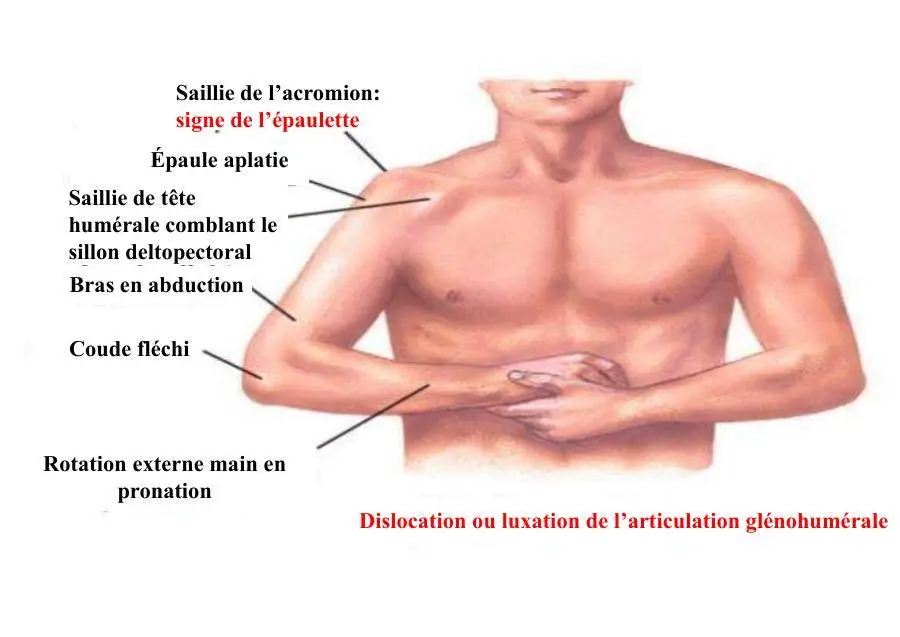 Saillie de l’acromion:
signe de l’épaulette
Épaule aplatie
Saillie de tête
humérale comblant le
sillon deltopectoral
Bras en abduction
Coude fléchi
Rotation externe main en
pronation
Dislocation ou luxation de l’articulation glénohumérale